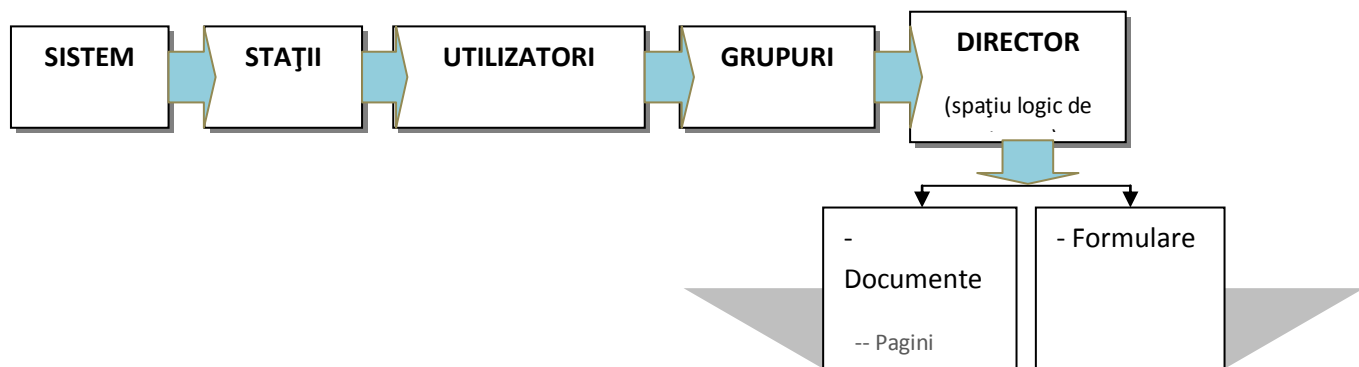 SISTEM
STAŢII
UTILIZATORI
GRUPURI
DIRECTOR
(spaţiu logic de
-
Documente
-- Pagini
- Formulare